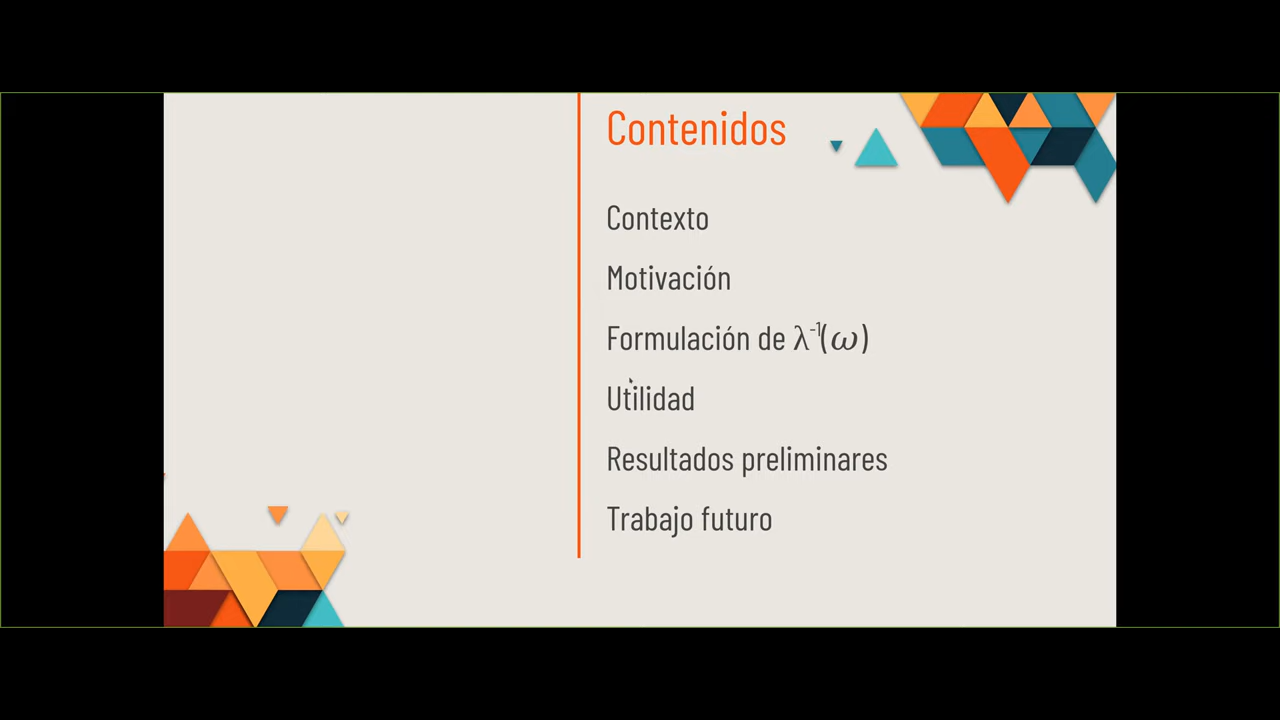 Contenidos
Contexto
Motivación
Formulación de λ⁻¹(ω)
Utilidad
Resultados preliminares
Trabajo futuro